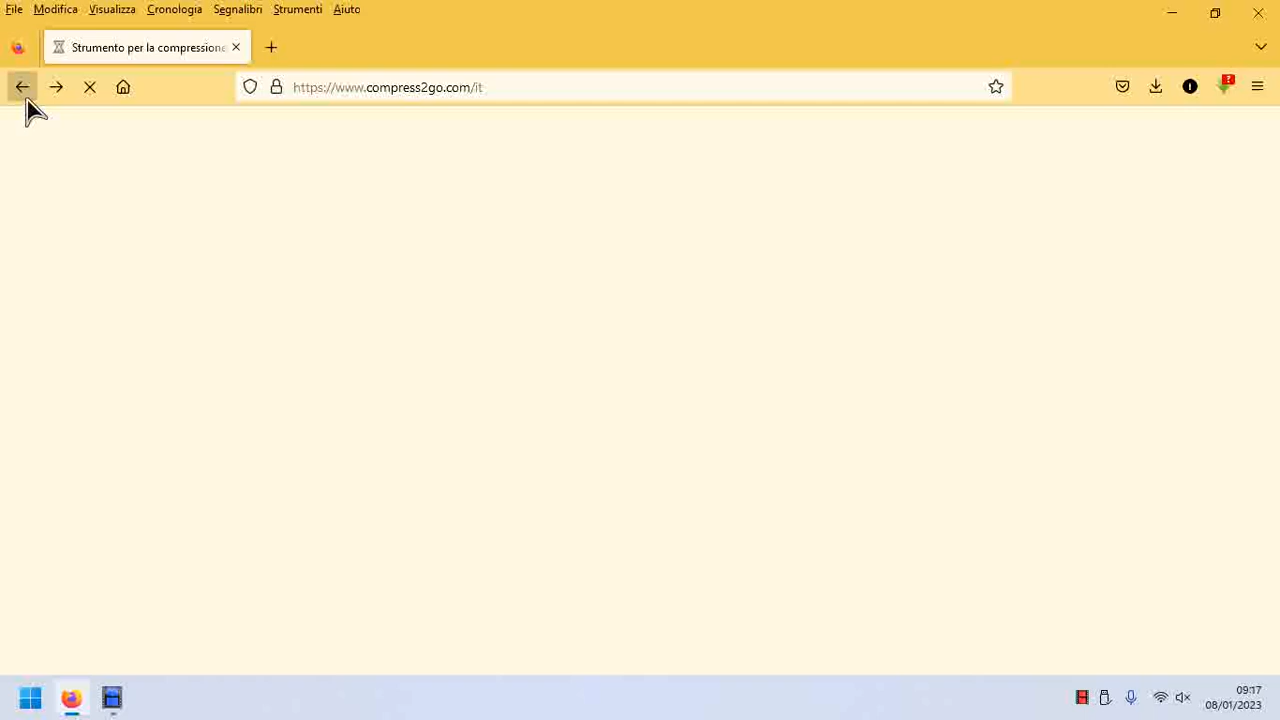 File Modifica Visualizza Cronologia Segnalibri Strumenti Aiuto
Strumento per la compressione
https://www.compress2go.com/it
09:17
08/01/2023